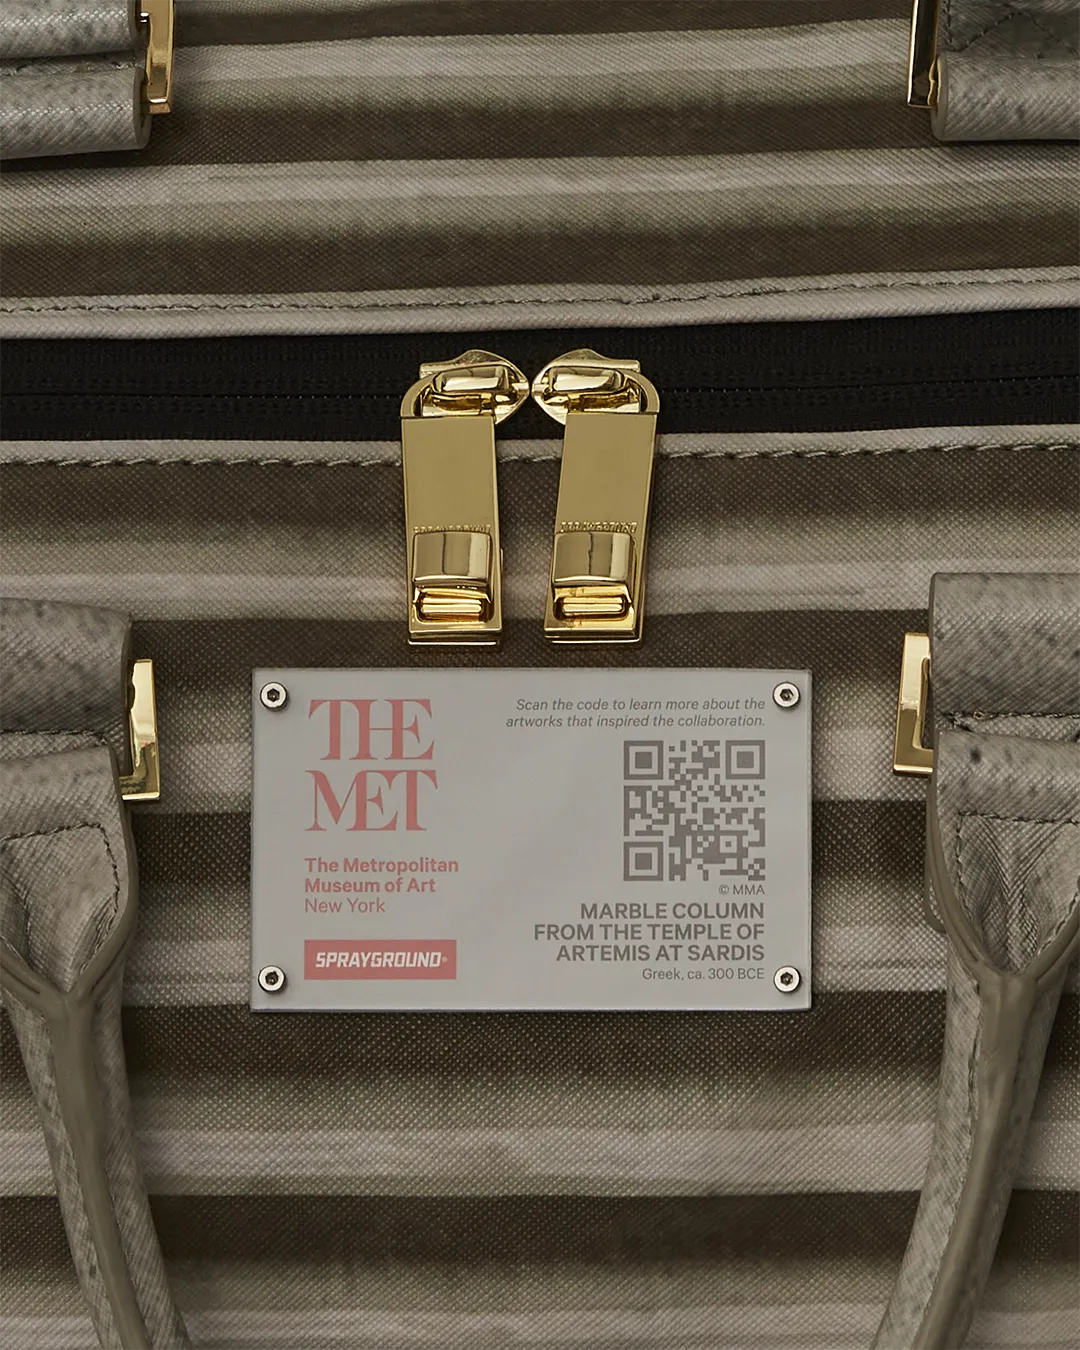 THE
MET
The Metropolitan
Museum of Art
New York
SPRAYGROUND®
Scan the code to learn more about the
artworks that inspired the collaboration.
© MMA
MARBLE COLUMN
FROM THE TEMPLE OF
ARTEMIS AT SARDIS
Greek, ca. 300 BCE